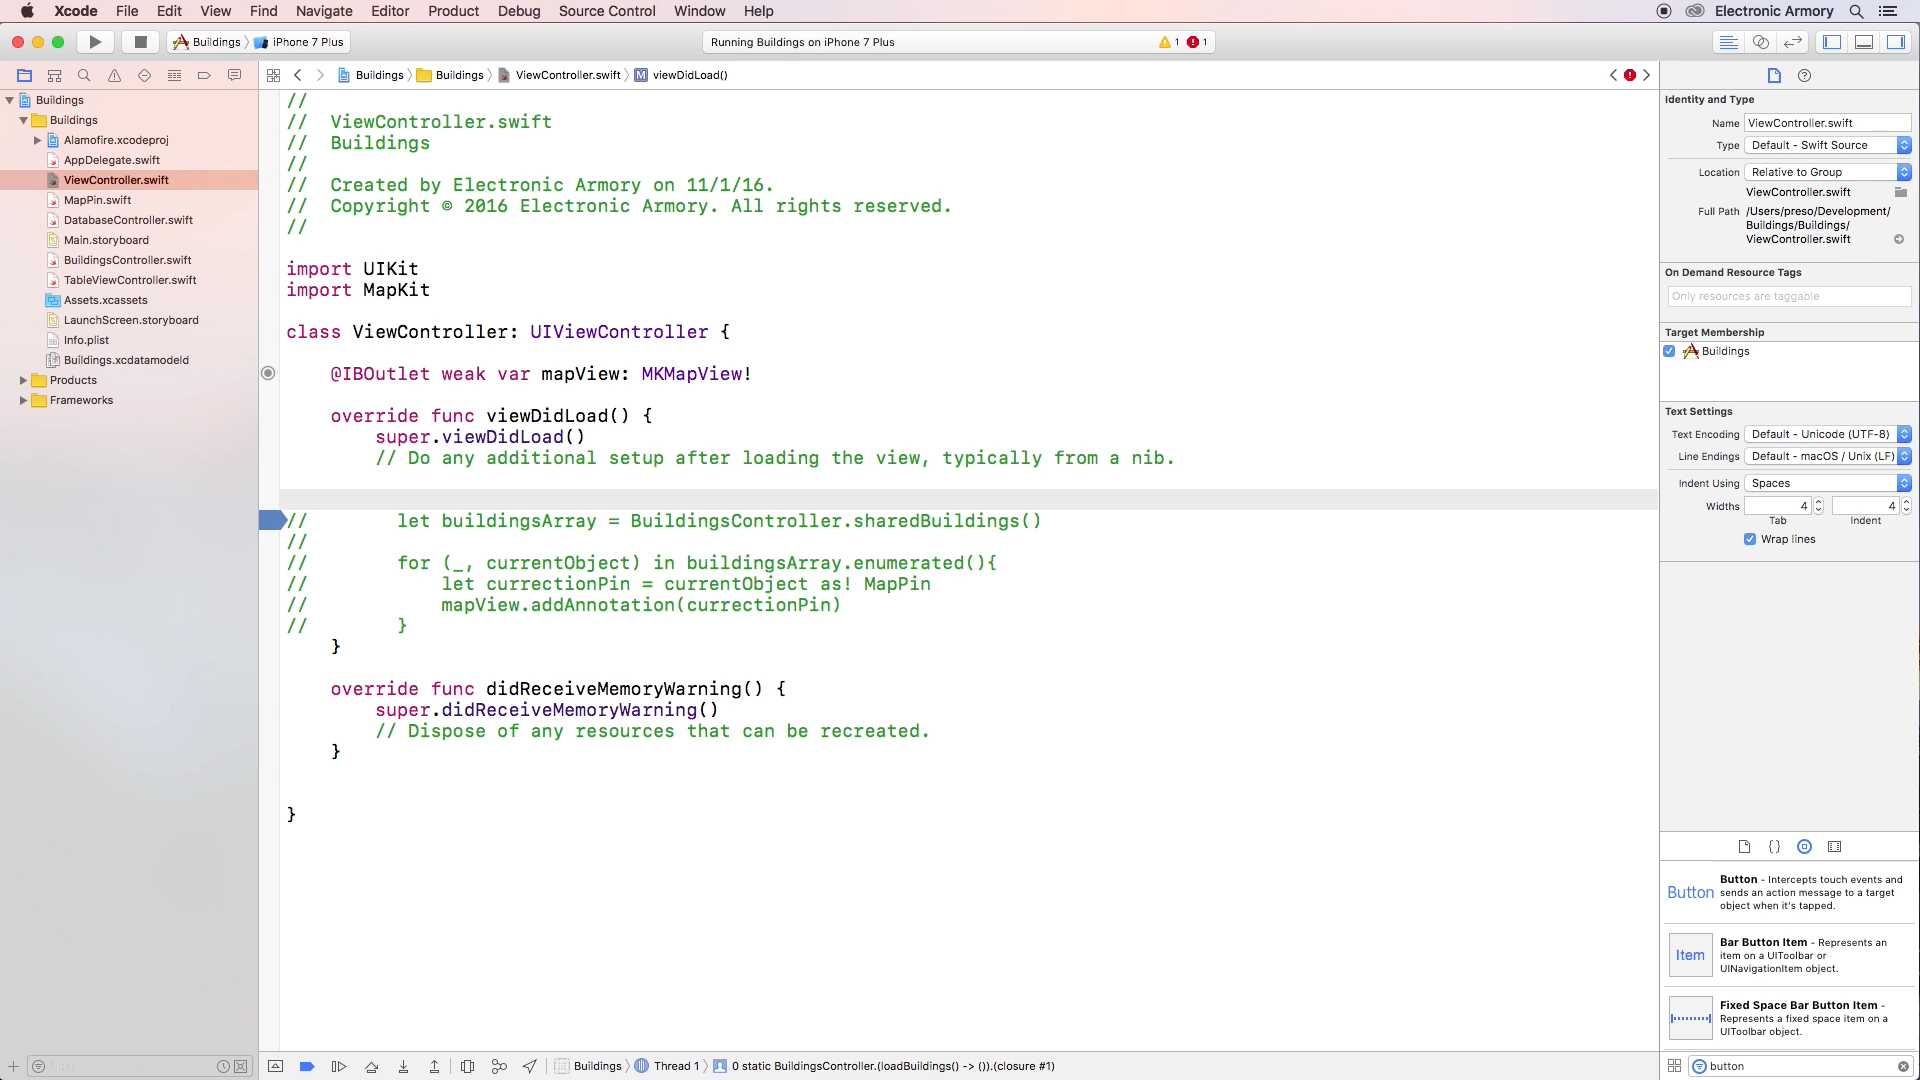 Xcode File Edit View Find Navigate Editor Product Debug Source Control Window Help Electronic Armory
Buildings iPhone 7 Plus Running Buildings on iPhone 7 Plus 1 1
Buildings Buildings ViewController.swift M viewDidLoad()
Buildings
Buildings
Alamofire.xcodeproj
AppDelegate.swift
ViewController.swift
MapPin.swift
DatabaseController.swift
Main.storyboard
BuildingsController.swift
TableViewController.swift
Assets.xcassets
LaunchScreen.storyboard
Info.plist
Buildings.xcdatamodeld
Products
Frameworks
//
// ViewController.swift
// Buildings
//
// Created by Electronic Armory on 11/1/16.
// Copyright © 2016 Electronic Armory. All rights reserved.
//
import UIKit
import MapKit
class ViewController: UIViewController {
@IBOutlet weak var mapView: MKMapView!
override func viewDidLoad() {
super.viewDidLoad()
// Do any additional setup after loading the view, typically from a nib.
// let buildingsArray = BuildingsController.sharedBuildings()
//
// for (_, currentObject) in buildingsArray.enumerated(){
// let currectionPin = currentObject as! MapPin
// mapView.addAnnotation(currectionPin)
// }
}
override func didReceiveMemoryWarning() {
super.didReceiveMemoryWarning()
// Dispose of any resources that can be recreated.
}
}
Identity and Type
Name ViewController.swift
Type Default - Swift Source
Location Relative to Group
ViewController.swift
Full Path /Users/preso/Development/
Buildings/Buildings/
ViewController.swift
On Demand Resource Tags
Only resources are taggable
Target Membership
Buildings
Text Settings
Text Encoding Default - Unicode (UTF-8)
Line Endings Default - macOS / Unix (LF)
Indent Using Spaces
Widths 4 4
Tab Indent
Wrap lines
{}
Button Button - Intercepts touch events and
sends an action message to a target
object when it's tapped.
Item Bar Button Item - Represents an
item on a UIToolbar or
UINavigationItem object.
Fixed Space Bar Button Item -
Represents a fixed space item on a
UIToolbar object.
Buildings Thread 1 0 static BuildingsController.(loadBuildings() -> ()).(closure #1)
button